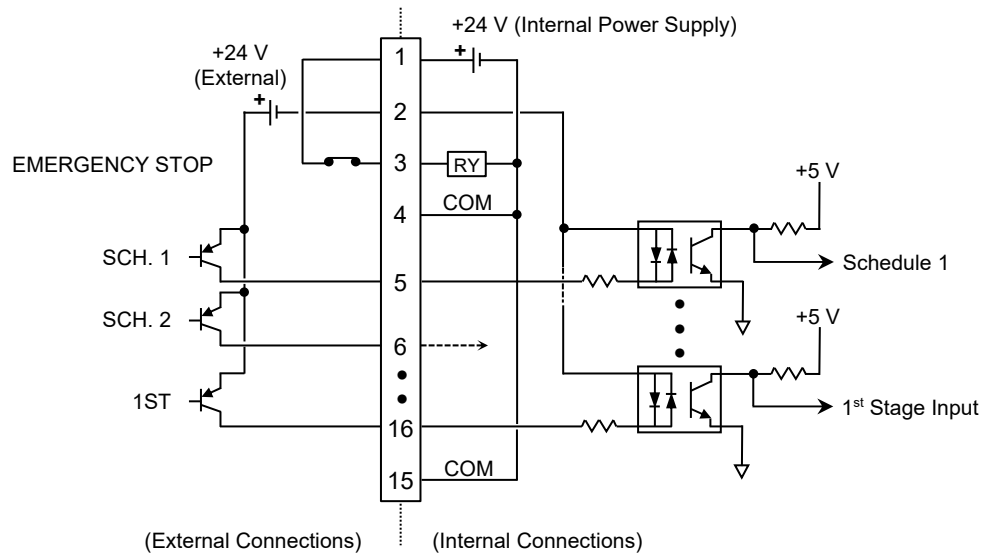 +24 V (Internal Power Supply)
+24 V
(External)
+
+
1
2
EMERGENCY STOP
3
RY
+5 V
COM
4
SCH. 1
5
Schedule 1
SCH. 2
6
+5 V
1ST
1st Stage Input
16
COM
15
(External Connections)
(Internal Connections)